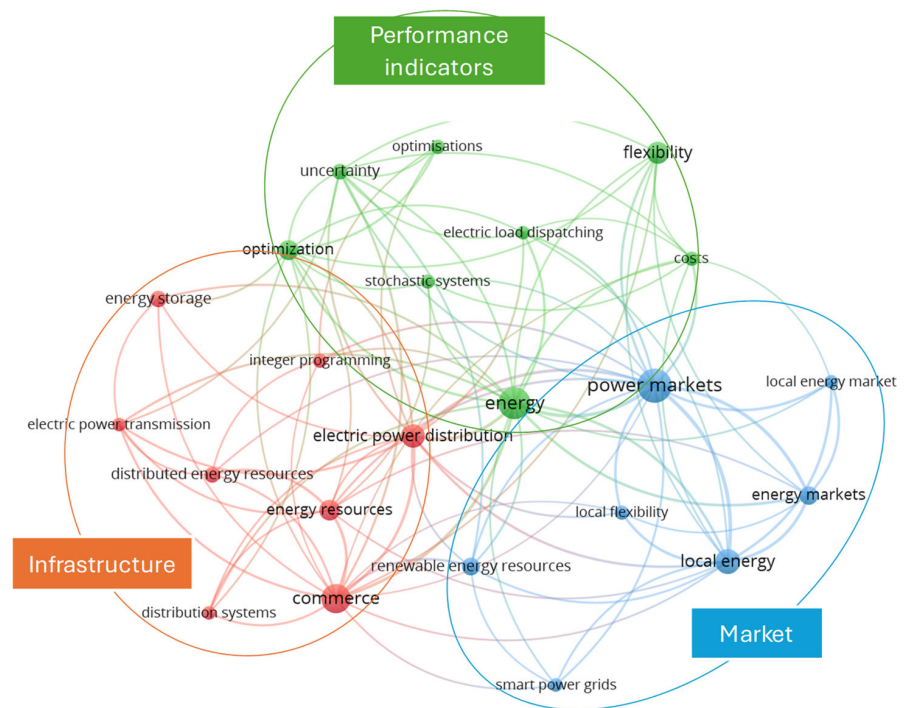 Performance
indicators
optimisations
flexibility
uncertainty
electric load dispatching
optimization
costs
stochastic systems
energy storage
integer programming
local energy market
power markets
energy
electric power transmission
electric power distribution
distributed energy resources
energy markets
energy resources
local flexibility
Infrastructure
renewable energy resources
local energy
commerce
distribution systems
Market
smart power grids